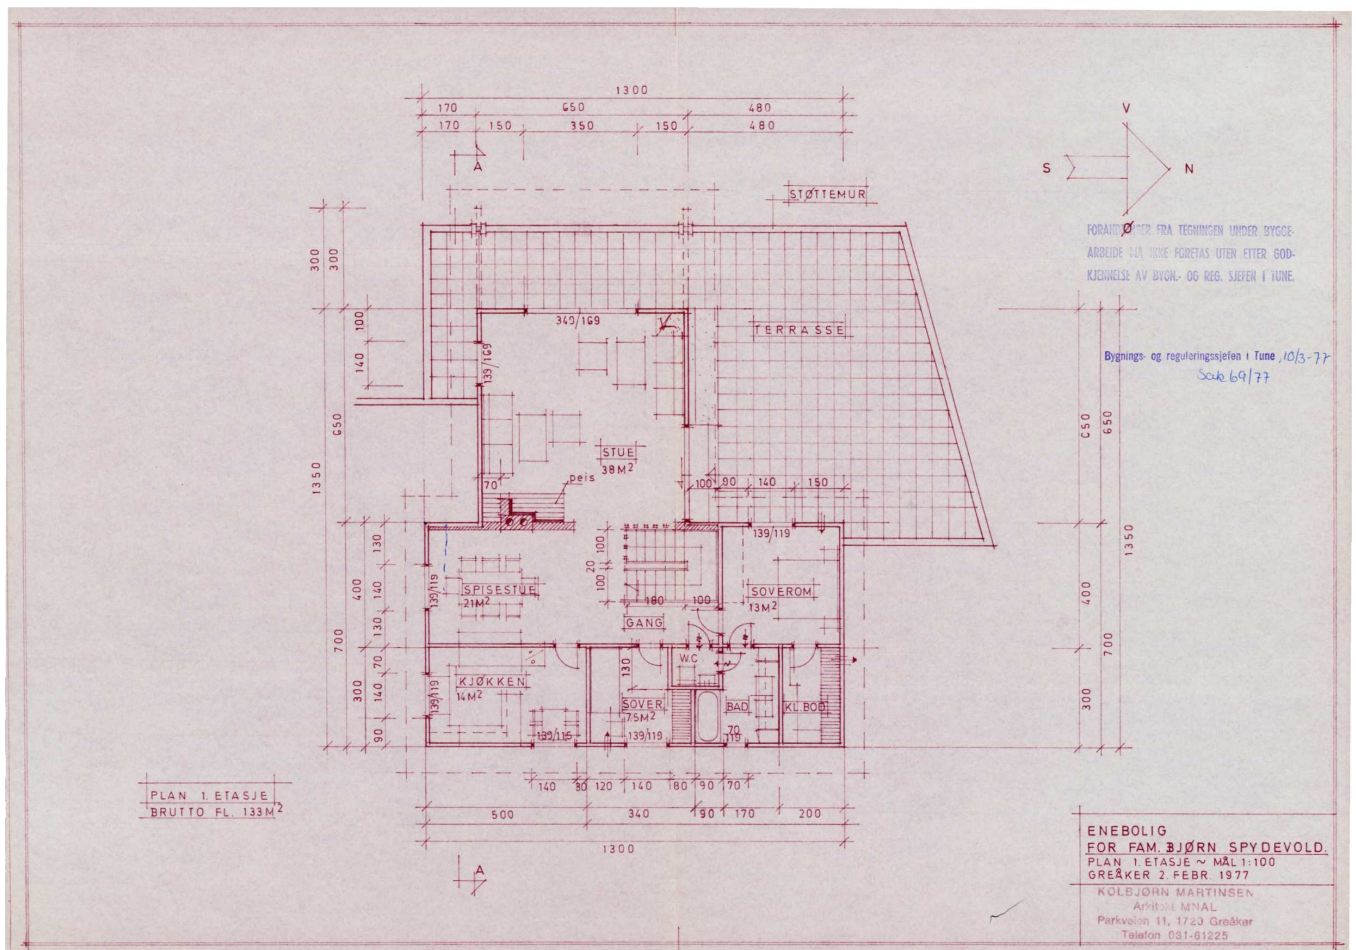 1300
170 650 480
170 150 350 150 480
A
V
S N
Ø
STØTTEMUR
FORANDRINGER FRA TEGNINGEN UNDER BYGGE-
ARBEIDE MÅ IKKE FORETAS UTEN ETTER GOD-
KJENNELSE AV BYGN.- OG REG. SJEFEN I TUNE.
Bygnings- og reguleringssjefen i Tune, 10/3-77
Sak 69/77
300 300
100
140
650
1350
349/169
139/169
TERRASSE
650 650
1350
STUE
38M²
peis
70
100 90 140 150
130
140
130
400
700
139/119
SPISESTUE
21M²
100
20
100
180 100
GANG
139/119
SOVEROM
13M²
400
700
70
140
90
300
139/119
KJØKKEN
14M²
139/115
130
SOVER
7.5M²
139/119
W.C
BAD
70
119
KL.BOD
300
140 80 120 140 80 90 70
500 340 90 170 200
1300
A
PLAN 1. ETASJE
BRUTTO FL. 133M²
ENEBOLIG
FOR FAM. BJØRN SPYDEVOLD.
PLAN 1. ETASJE ~ MÅL 1:100
GREÅKER 2. FEBR. 1977
KOLBJØRN MARTINSEN
Arkitekt MNAL
Parkveien 11, 1720 Greåker
Telefon 031-61225